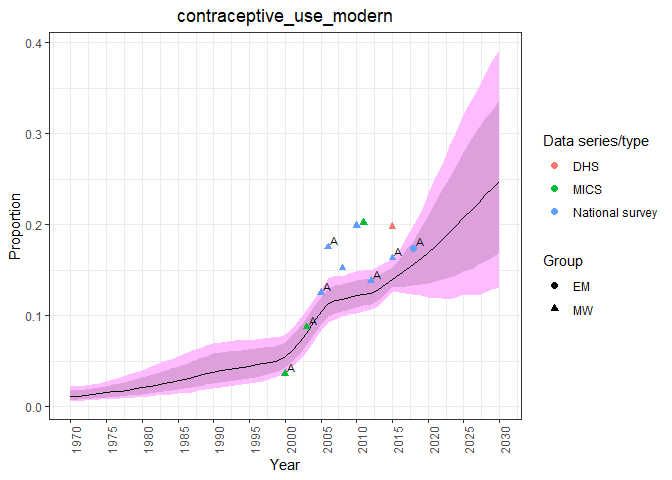 contraceptive_use_modern
0.4
0.3
0.2
0.1
0.0
Proportion
A
A
A
A
A
A
A
1970
1975
1980
1985
1990
1995
2000
2005
2010
2015
2020
2025
2030
Year
Data series/type
DHS
MICS
National survey
Group
EM
MW